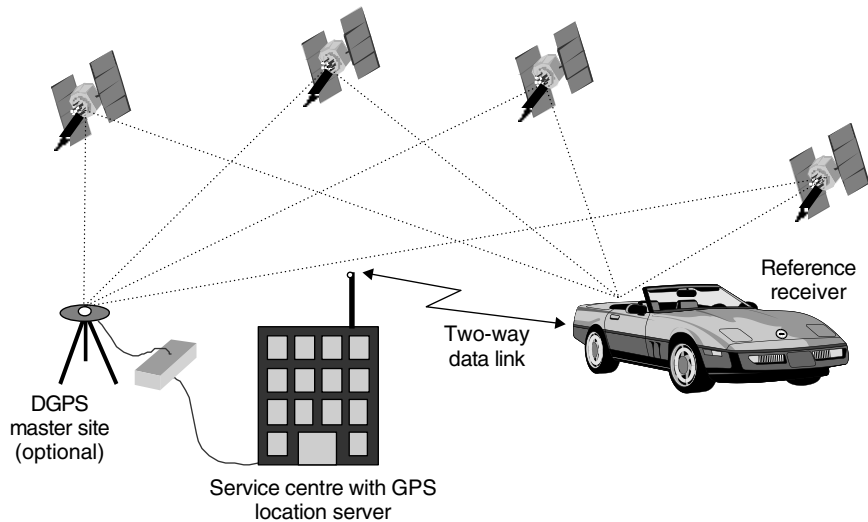 Reference
receiver
Two-way
data link
DGPS
master site
(optional)
Service centre with GPS
location server